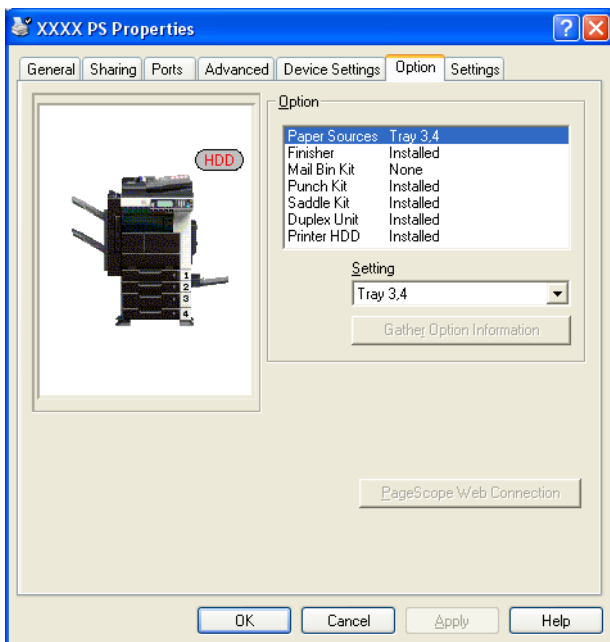 XXXX PS Properties
General Sharing Ports Advanced Device Settings Option Settings
Option
HDD
Paper Sources Tray 3,4
Finisher Installed
Mail Bin Kit None
Punch Kit Installed
Saddle Kit Installed
Duplex Unit Installed
Printer HDD Installed
1
2
3
4
Setting
Tray 3,4
Gather Option Information
PageScope Web Connection
OK Cancel Apply Help